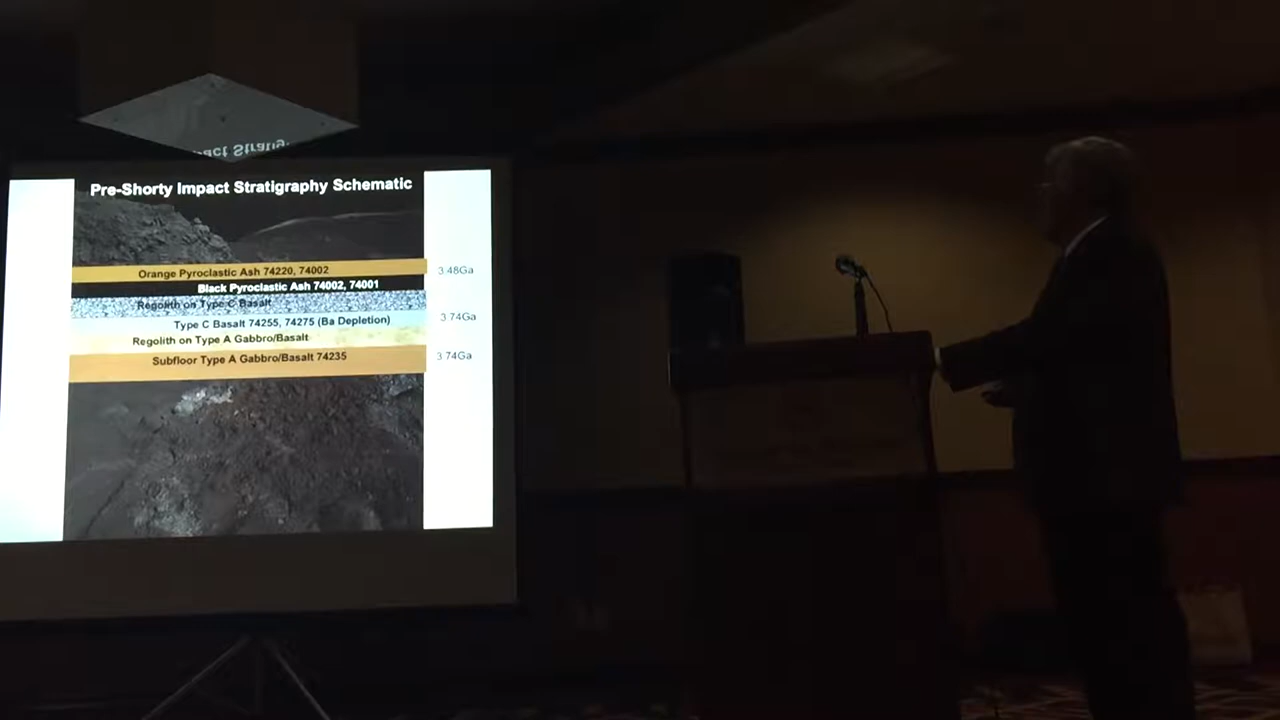 act Stratig
Pre-Shorty Impact Stratigraphy Schematic
Orange Pyroclastic Ash 74220, 74002
3.48Ga
Black Pyroclastic Ash 74002, 74001
Regolith on Type C Basalt
Type C Basalt 74255, 74275 (Ba Depletion)
3.74Ga
Regolith on Type A Gabbro/Basalt
Subfloor Type A Gabbro/Basalt 74235
3.74Ga